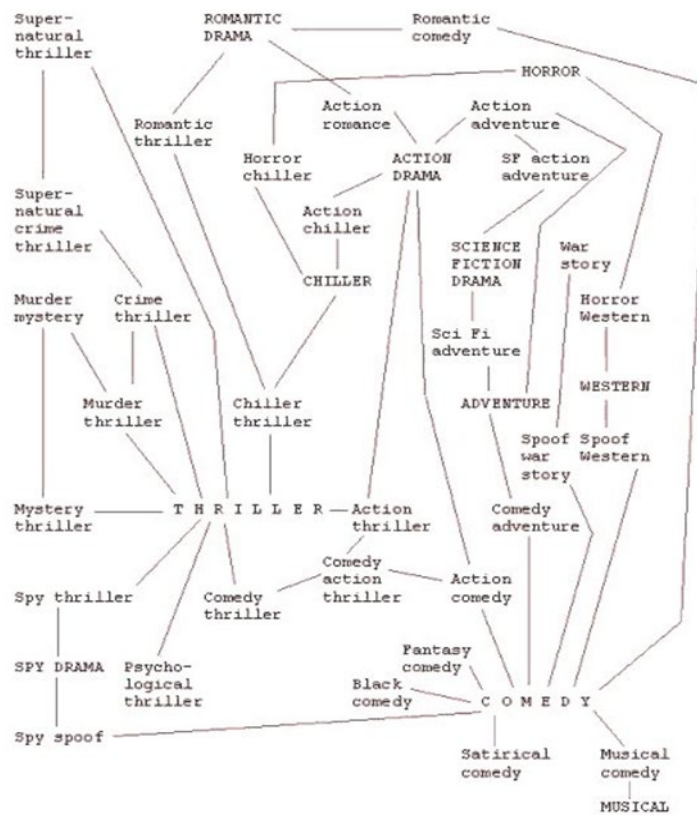 Super-
natural
thriller
ROMANTIC
DRAMA
Romantic
comedy
HORROR
Action
romance
Action
adventure
Romantic
thriller
Horror
chiller
ACTION
DRAMA
SF action
adventure
Super-
natural
crime
thriller
Action
chiller
SCIENCE
FICTION
DRAMA
War
story
CHILLER
Murder
mystery
Crime
thriller
Horror
Western
Sci Fi
adventure
Murder
thriller
Chiller
thriller
ADVENTURE
WESTERN
Spoof
war
story
Spoof
Western
Mystery
thriller
T H R I L L E R
Action
thriller
Comedy
adventure
Spy thriller
Comedy
thriller
Comedy
action
thriller
Action
comedy
SPY DRAMA
Psycho-
logical
thriller
Fantasy
comedy
Black
comedy
C O M E D Y
Spy spoof
Satirical
comedy
Musical
comedy
MUSICAL